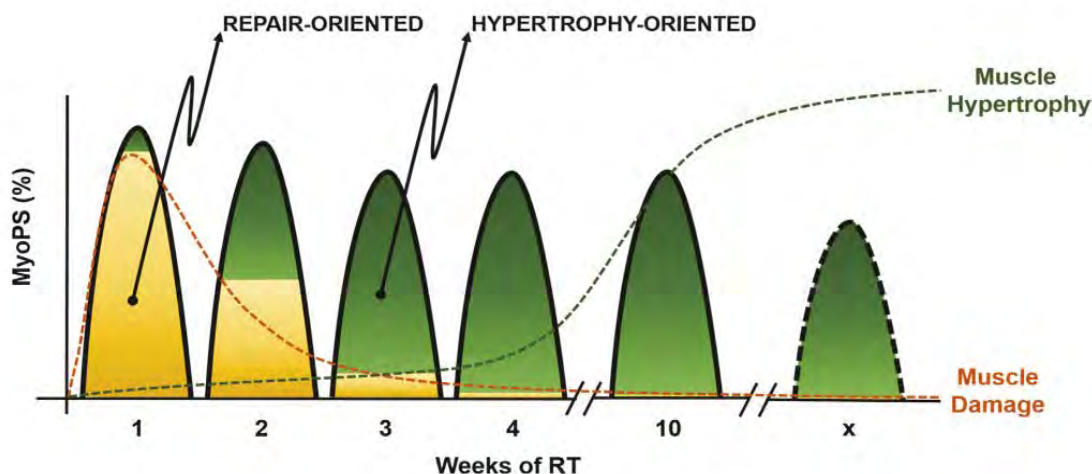 REPAIR-ORIENTED HYPERTROPHY-ORIENTED
Muscle
Hypertrophy
MyoPS (%)
Muscle
Damage
1 2 3 4 10 x
Weeks of RT